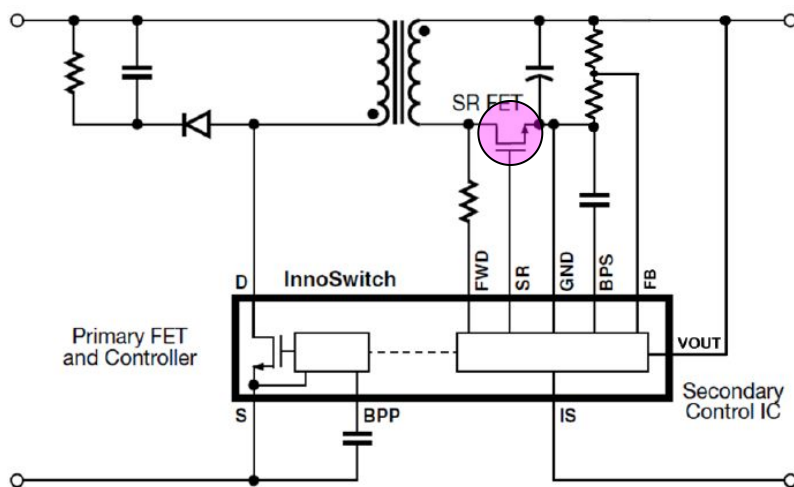 SR FET
D
InnoSwitch
FWD
SR
GND
BPS
FB
Primary FET
and Controller
VOUT
Secondary
Control IC
S
BPP
IS